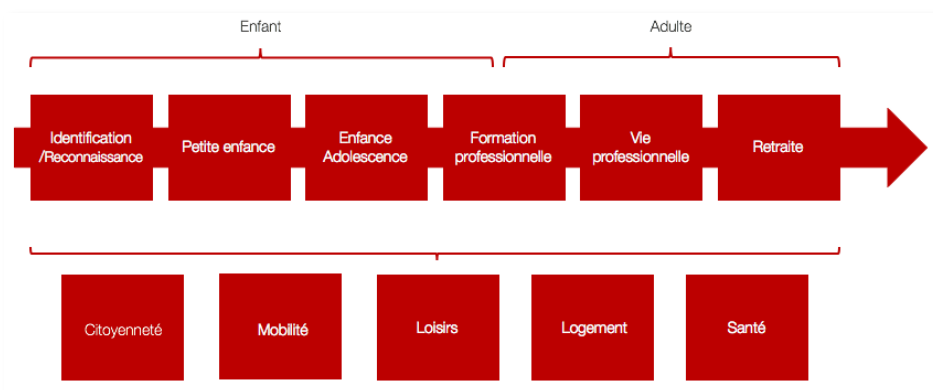 Enfant
Adulte
Identification
/Reconnaissance
Petite enfance
Enfance
Adolescence
Formation
professionnelle
Vie
professionnelle
Retraite
Citoyenneté
Mobilité
Loisirs
Logement
Santé